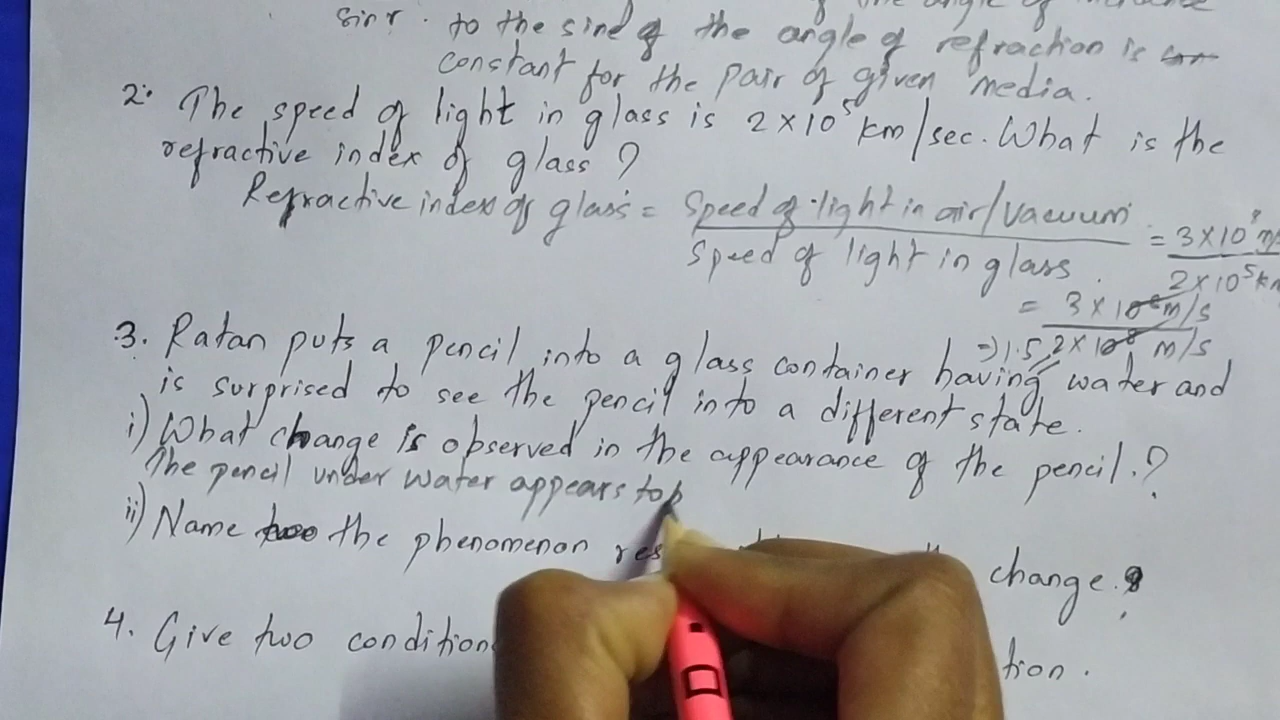 sin r. to the sine of the angle of refraction is
constant for the pair of given media.
2. The speed of light in glass is 2×10⁵ km/sec. What is the
refractive index of glass ?
Refractive index of glass = Speed of light in air/vacuum = 3×10⁸ m/s
Speed of light in glass. 2×10⁵ km
= 3×10⁸ m/s
2×10⁸ m/s
⇒ 1.5
3. Ratan puts a pencil into a glass container having water and
is surprised to see the pencil into a different state.
i) What change is observed in the appearance of the pencil.?
The pencil under water appears to b
ii) Name the phenomenon res change.?
4. Give two condition tion.